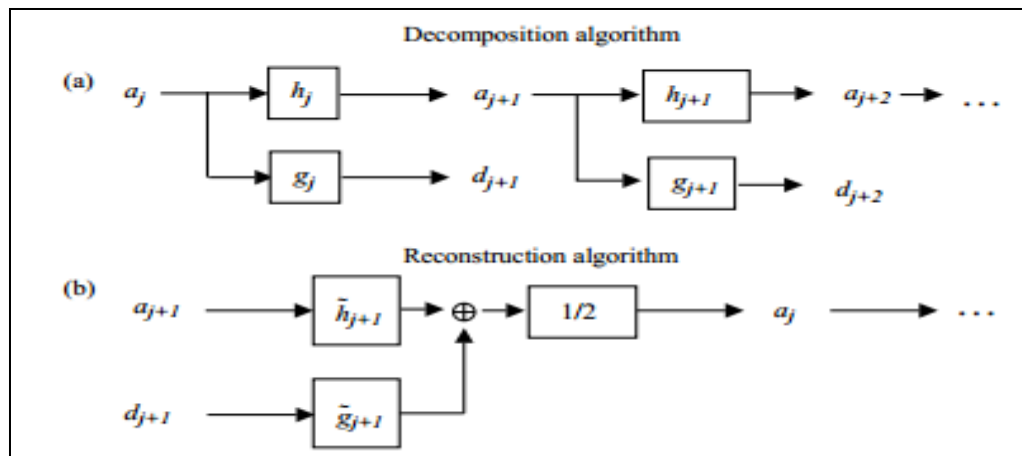 Decomposition algorithm
(a) a_j h_j a_{j+1} h_{j+1} a_{j+2} ...
g_j d_{j+1} g_{j+1} d_{j+2}
Reconstruction algorithm
(b) a_{j+1} h̃_{j+1} ⊕ 1/2 a_j ...
d_{j+1} g̃_{j+1}